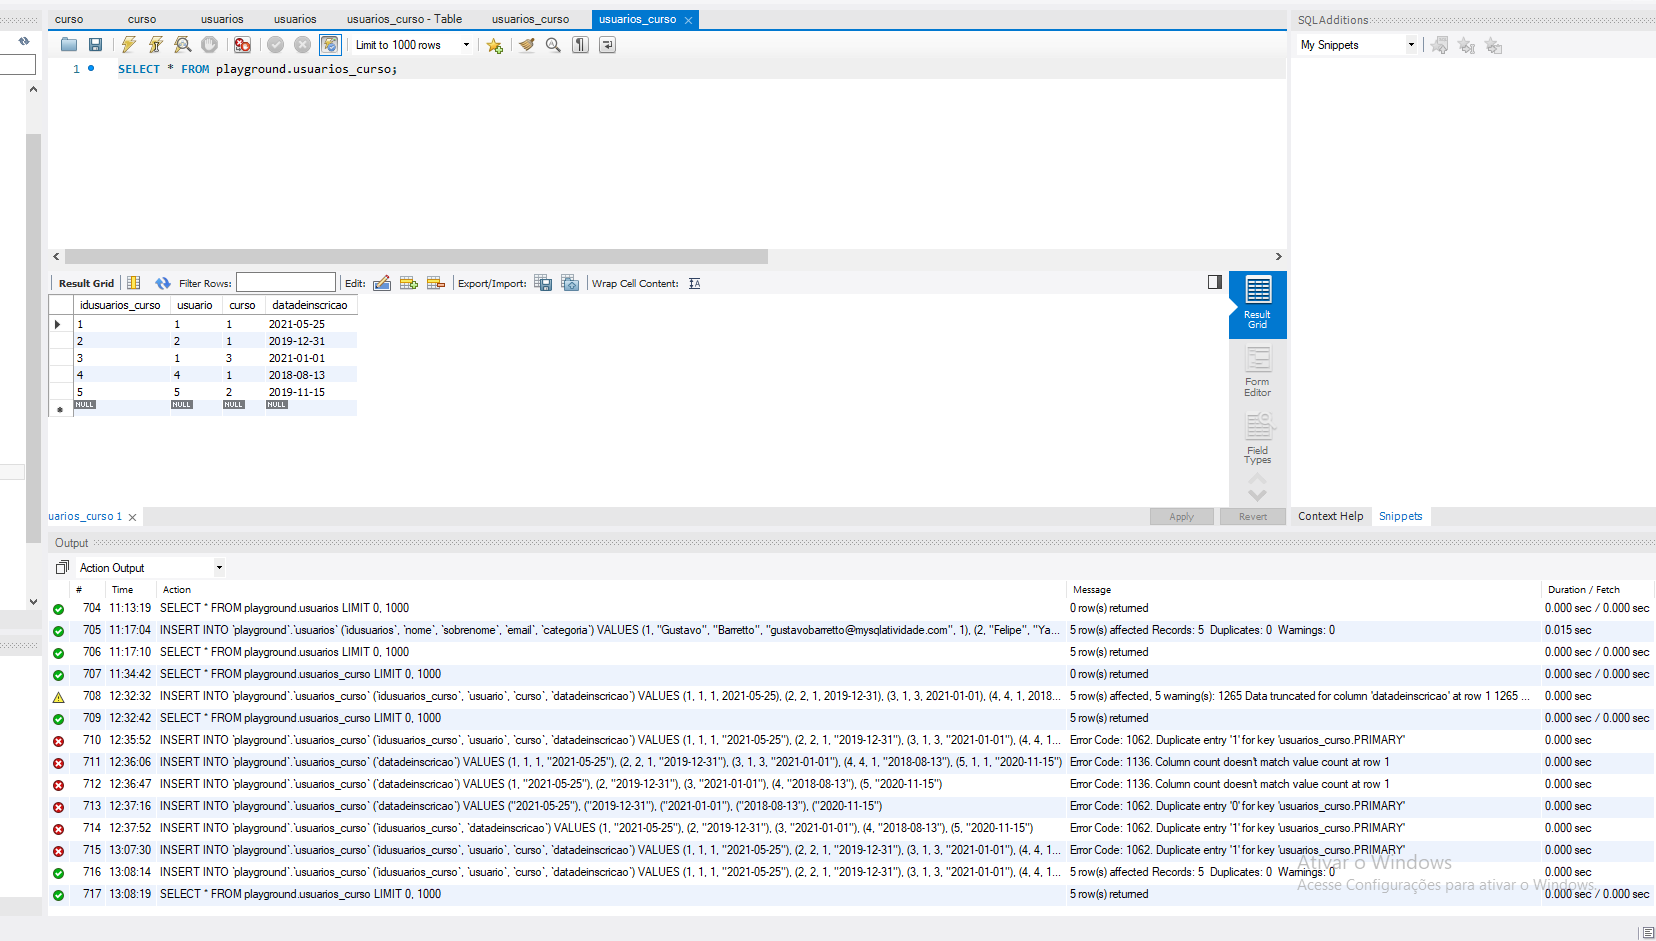 curso curso usuarios usuarios usuarios_curso - Table usuarios_curso usuarios_curso
SQLAdditions
Limit to 1000 rows
My Snippets
1 SELECT * FROM playground.usuarios_curso;
Result Grid Filter Rows: Edit: Export/Import: Wrap Cell Content:
idusuarios_curso usuario curso datadeinscricao
1 1 1 2021-05-25
2 2 1 2019-12-31
3 1 3 2021-01-01
4 4 1 2018-08-13
5 5 2 2019-11-15
NULL NULL NULL NULL
Result
Grid
Form
Editor
Field
Types
uarios_curso 1
Apply Revert
Context Help Snippets
Output
Action Output
# Time Action Message Duration / Fetch
704 11:13:19 SELECT * FROM playground.usuarios LIMIT 0, 1000 0 row(s) returned 0.000 sec / 0.000 sec
705 11:17:04 INSERT INTO `playground`.`usuarios` (`idusuarios`, `nome`, `sobrenome`, `email`, `categoria`) VALUES (1, "Gustavo", "Barretto", "gustavobarretto@mysqlatividade.com", 1), (2, "Felipe", "Ya... 5 row(s) affected Records: 5 Duplicates: 0 Warnings: 0 0.015 sec
706 11:17:10 SELECT * FROM playground.usuarios LIMIT 0, 1000 5 row(s) returned 0.000 sec / 0.000 sec
707 11:34:42 SELECT * FROM playground.usuarios_curso LIMIT 0, 1000 0 row(s) returned 0.000 sec / 0.000 sec
708 12:32:32 INSERT INTO `playground`.`usuarios_curso` (`idusuarios_curso`, `usuario`, `curso`, `datadeinscricao`) VALUES (1, 1, 1, 2021-05-25), (2, 2, 1, 2019-12-31), (3, 1, 3, 2021-01-01), (4, 4, 1, 2018... 5 row(s) affected, 5 warning(s): 1265 Data truncated for column 'datadeinscricao' at row 1 1265 ... 0.000 sec
709 12:32:42 SELECT * FROM playground.usuarios_curso LIMIT 0, 1000 5 row(s) returned 0.000 sec / 0.000 sec
710 12:35:52 INSERT INTO `playground`.`usuarios_curso` (`idusuarios_curso`, `usuario`, `curso`, `datadeinscricao`) VALUES (1, 1, 1, "2021-05-25"), (2, 2, 1, "2019-12-31"), (3, 1, 3, "2021-01-01"), (4, 4, 1... Error Code: 1062. Duplicate entry '1' for key 'usuarios_curso.PRIMARY' 0.000 sec
711 12:36:06 INSERT INTO `playground`.`usuarios_curso` (`datadeinscricao`) VALUES (1, 1, 1, "2021-05-25"), (2, 2, 1, "2019-12-31"), (3, 1, 3, "2021-01-01"), (4, 4, 1, "2018-08-13"), (5, 1, 1, "2020-11-15") Error Code: 1136. Column count doesn't match value count at row 1 0.000 sec
712 12:36:47 INSERT INTO `playground`.`usuarios_curso` (`datadeinscricao`) VALUES (1, "2021-05-25"), (2, "2019-12-31"), (3, "2021-01-01"), (4, "2018-08-13"), (5, "2020-11-15") Error Code: 1136. Column count doesn't match value count at row 1 0.000 sec
713 12:37:16 INSERT INTO `playground`.`usuarios_curso` (`datadeinscricao`) VALUES ("2021-05-25"), ("2019-12-31"), ("2021-01-01"), ("2018-08-13"), ("2020-11-15") Error Code: 1062. Duplicate entry '0' for key 'usuarios_curso.PRIMARY' 0.000 sec
714 12:37:52 INSERT INTO `playground`.`usuarios_curso` (`idusuarios_curso`, `datadeinscricao`) VALUES (1, "2021-05-25"), (2, "2019-12-31"), (3, "2021-01-01"), (4, "2018-08-13"), (5, "2020-11-15") Error Code: 1062. Duplicate entry '1' for key 'usuarios_curso.PRIMARY' 0.000 sec
715 13:07:30 INSERT INTO `playground`.`usuarios_curso` (`idusuarios_curso`, `usuario`, `curso`, `datadeinscricao`) VALUES (1, 1, 1, "2021-05-25"), (2, 2, 1, "2019-12-31"), (3, 1, 3, "2021-01-01"), (4, 4, 1... Error Code: 1062. Duplicate entry '1' for key 'usuarios_curso.PRIMARY' 0.000 sec
716 13:08:14 INSERT INTO `playground`.`usuarios_curso` (`idusuarios_curso`, `usuario`, `curso`, `datadeinscricao`) VALUES (1, 1, 1, "2021-05-25"), (2, 2, 1, "2019-12-31"), (3, 1, 3, "2021-01-01"), (4, 4, 1... 5 row(s) affected Records: 5 Duplicates: 0 Warnings: 0 0.000 sec
717 13:08:19 SELECT * FROM playground.usuarios_curso LIMIT 0, 1000 5 row(s) returned 0.000 sec / 0.000 sec
Ativar o Windows
Acesse Configurações para ativar o Windows.